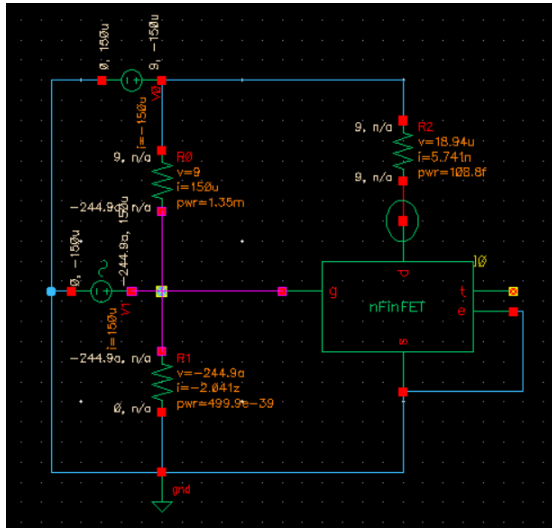 0, 150u
9, -150u
V0
i=-150u
9, n/a
R0
v=9
i=150u
pwr=1.35m
-244.9a, n/a
9, n/a
R2
v=18.94u
i=5.741n
pwr=108.8f
9, n/a
0, -150u
-244.9a, 150u
V1
i=150u
g
d
nFinFET
s
I0
t
e
-244.9a, n/a
R1
v=-244.9a
i=-2.041z
pwr=499.9e-39
0, n/a
gnd